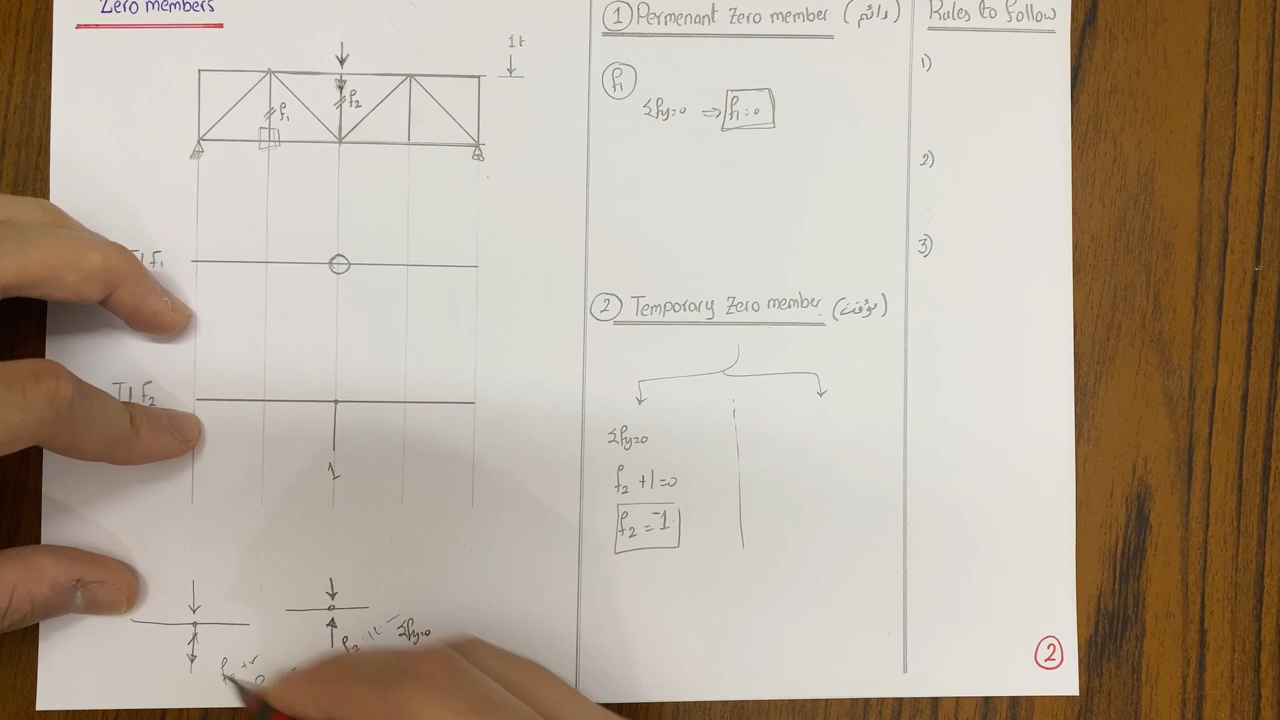 Zero members
1t
f₁
f₂
f₁
f₂
1
f₂ = 1t
Σfy=0
① Permenant Zero member (دائم)
f₁
Σfy=0 ⇒ f₁=0
② Temporary Zero member (مؤقت)
Σfy=0
f₂ +1=0
f₂ = -1
Rules to follow
1)
2)
3)
2